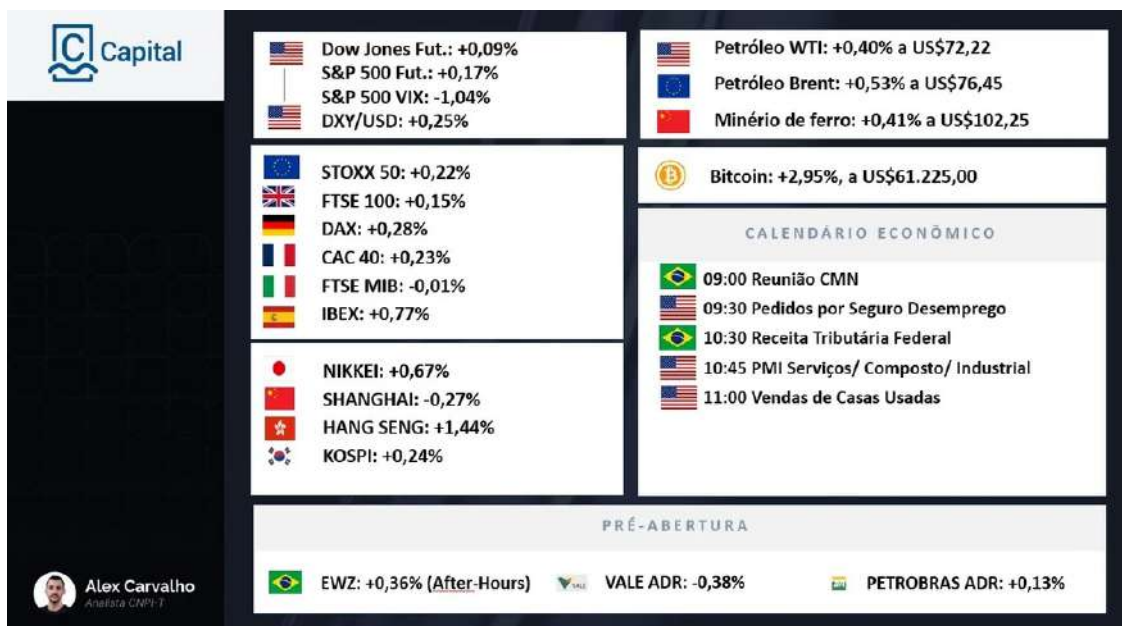 C Capital
Dow Jones Fut.: +0,09%
S&P 500 Fut.: +0,17%
S&P 500 VIX: -1,04%
DXY/USD: +0,25%
STOXX 50: +0,22%
FTSE 100: +0,15%
DAX: +0,28%
CAC 40: +0,23%
FTSE MIB: -0,01%
IBEX: +0,77%
NIKKEI: +0,67%
SHANGHAI: -0,27%
HANG SENG: +1,44%
KOSPI: +0,24%
Petróleo WTI: +0,40% a US$72,22
Petróleo Brent: +0,53% a US$76,45
Minério de ferro: +0,41% a US$102,25
Bitcoin: +2,95%, a US$61.225,00
CALENDÁRIO ECONÔMICO
09:00 Reunião CMN
09:30 Pedidos por Seguro Desemprego
10:30 Receita Tributária Federal
10:45 PMI Serviços/ Composto/ Industrial
11:00 Vendas de Casas Usadas
PRÉ-ABERTURA
EWZ: +0,36% (After-Hours)
VALE
VALE ADR: -0,38%
PETROBRAS ADR: +0,13%
Alex Carvalho
Analista CNPI-T